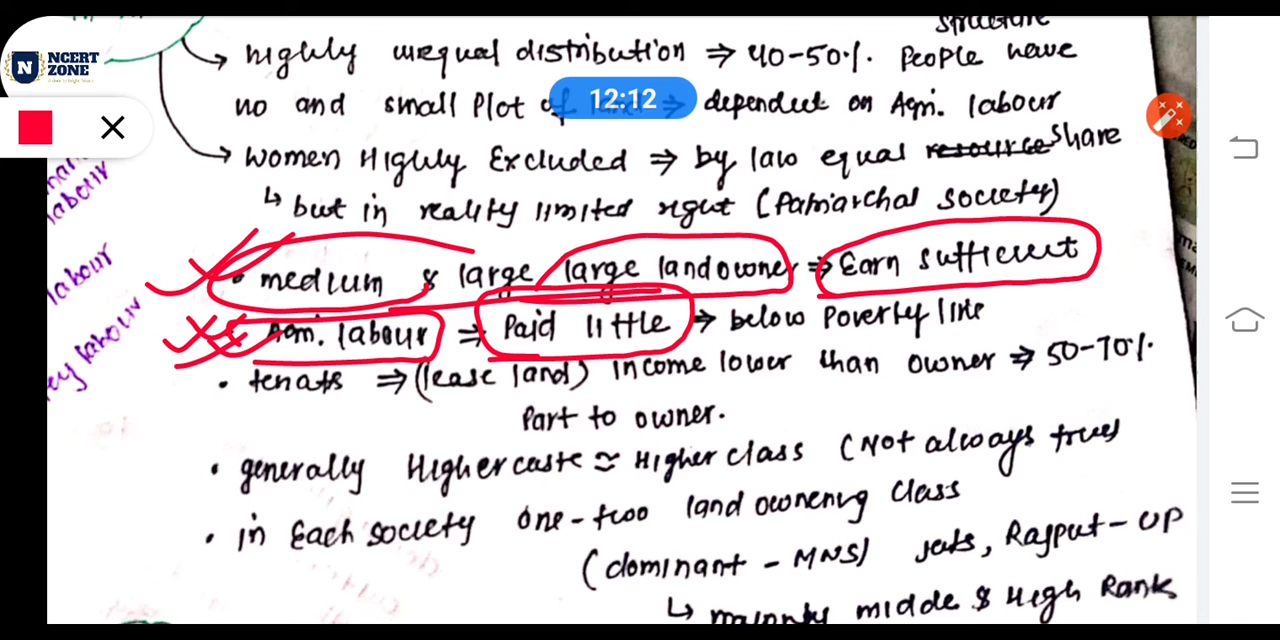 structure
NCERT
ZONE
highly unequal distribution ⇒ 40-50%. People have
no and small Plot of ⇒ dependent on Agri. labour
12:12
women Highly Excluded ⇒ by law equal resource share
↳ but in reality limited right (Patriarchal society)
labour
• medium & large large landowner ⇒ Earn sufficient
labour
• Agri. labour ⇒ Paid little → below Poverty line
labour
• tenats ⇒ (lease land) income lower than owner ⇒ 50-70%.
Part to owner.
• generally Higher caste ≈ Higher class (Not always true)
• in Each society one-two land owening class
(dominant - MNS) Jats, Rajput - UP
↳ majority middle & High Rank